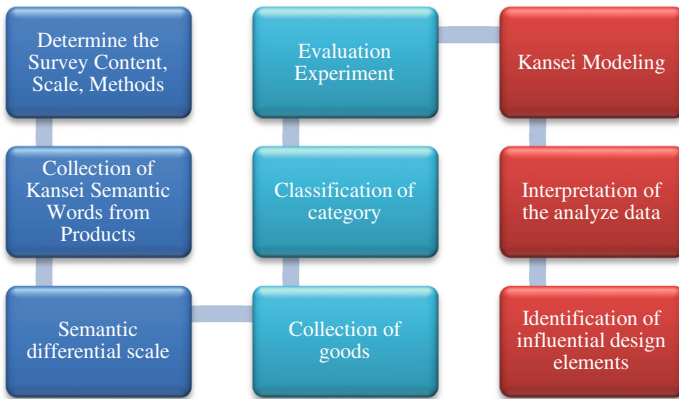 Determine the
Survey Content,
Scale, Methods
Collection of
Kansei Semantic
Words from
Products
Semantic
differential scale
Collection of
goods
Classification of
category
Evaluation
Experiment
Kansei Modeling
Interpretation of
the analyze data
Identification of
influential design
elements